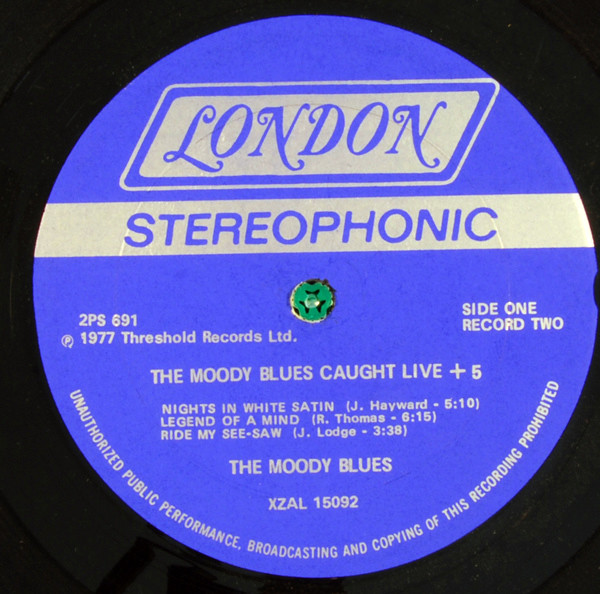 LONDON
STEREOPHONIC
2PS 691
℗ 1977 Threshold Records Ltd.
SIDE ONE
RECORD TWO
THE MOODY BLUES CAUGHT LIVE + 5
NIGHTS IN WHITE SATIN (J. Hayward - 5:10)
LEGEND OF A MIND (R. Thomas - 6:15)
RIDE MY SEE-SAW (J. Lodge - 3:38)
THE MOODY BLUES
XZAL 15092
UNAUTHORIZED PUBLIC PERFORMANCE, BROADCASTING AND COPYING OF THIS RECORDING PROHIBITED